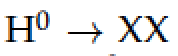 H⁰ → XX